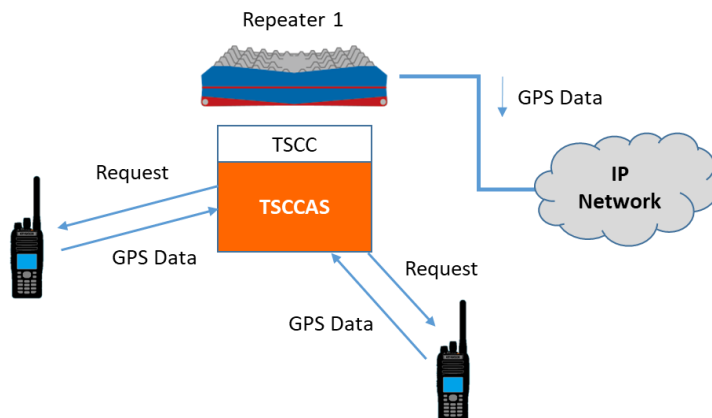 Repeater 1
GPS Data
TSCC
IP
Network
Request
TSCCAS
GPS Data
Request
GPS Data